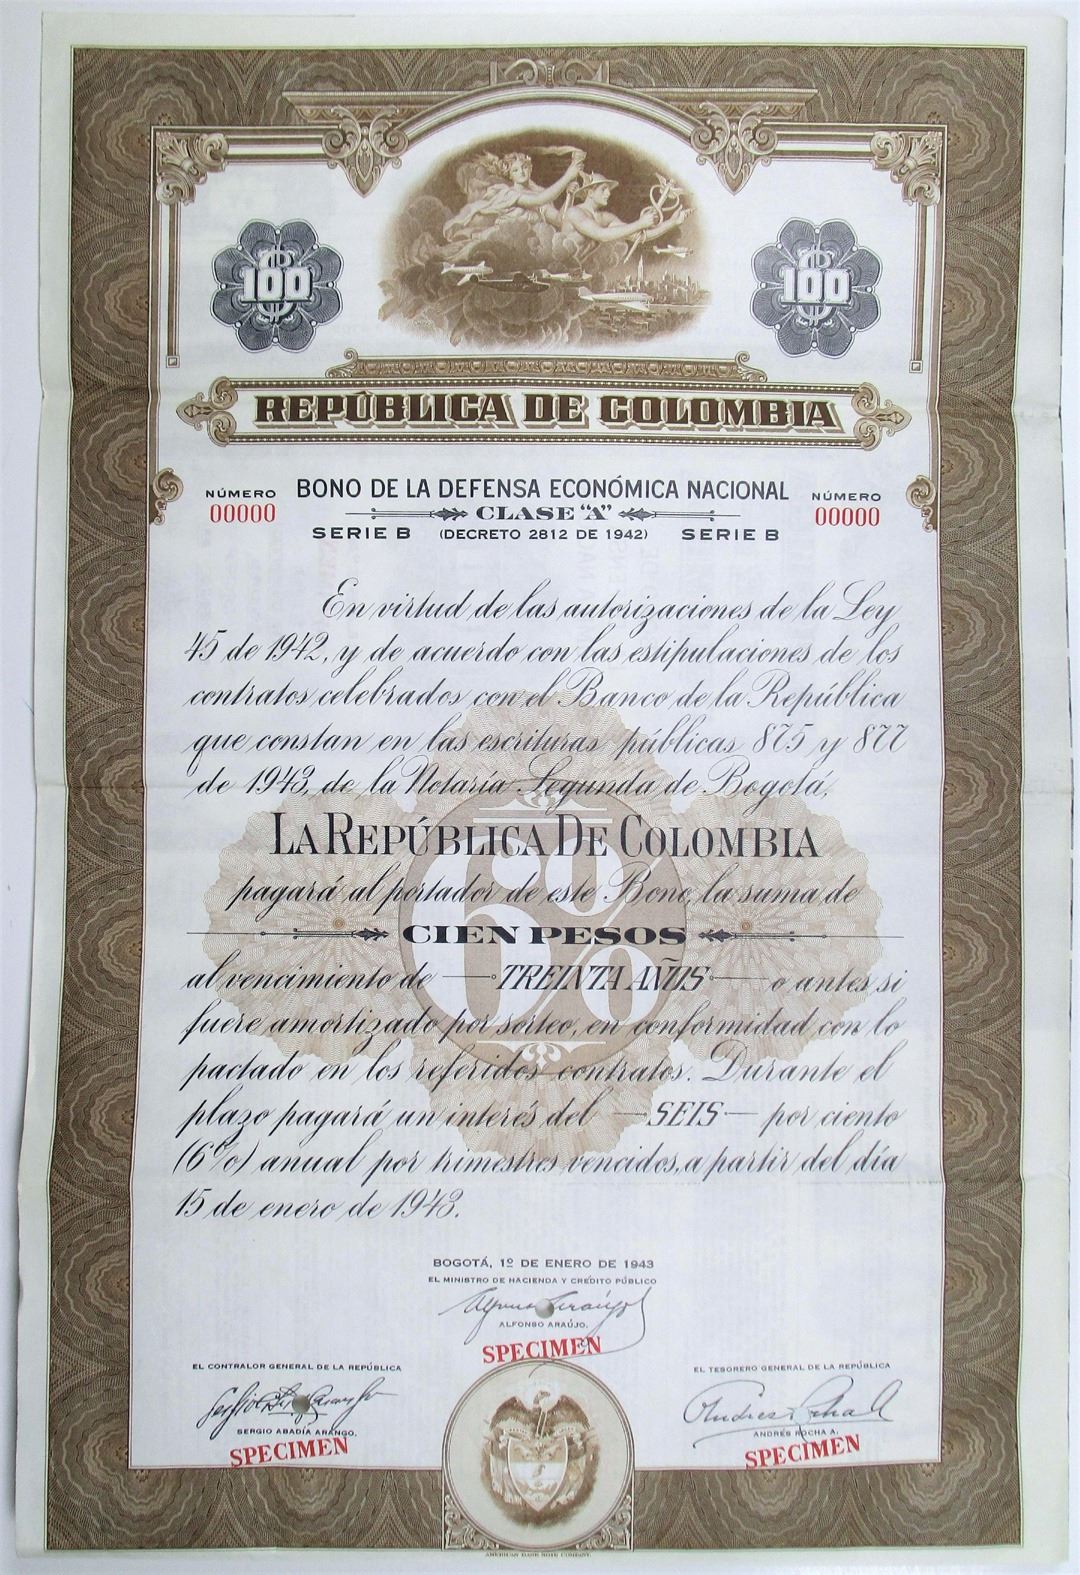 100
100
REPÚBLICA DE COLOMBIA
NÚMERO
00000
BONO DE LA DEFENSA ECONÓMICA NACIONAL
NÚMERO
00000
CLASE "A"
SERIE B (DECRETO 2812 DE 1942) SERIE B
En virtud de las autorizaciones de la Ley
45 de 1942, y de acuerdo con las estipulaciones de los
contratos celebrados con el Banco de la República
que constan en las escrituras públicas 875 y 877
de 1943, de la Notaría Segunda de Bogotá,
LA REPÚBLICA DE COLOMBIA
pagará al portador de este Bono, la suma de
CIEN PESOS
6%
al vencimiento de TREINTA AÑOS o antes si
fuere amortizado por sorteo, en conformidad con lo
pactado en los referidos contratos. Durante el
plazo pagará un interés del SEIS por ciento
(6%) anual por trimestres vencidos, a partir del día
15 de enero de 1943.
BOGOTÁ, 1º DE ENERO DE 1943
EL MINISTRO DE HACIENDA Y CRÉDITO PÚBLICO
ALFONSO ARAÚJO.
SPECIMEN
EL CONTRALOR GENERAL DE LA REPÚBLICA
SERGIO ABADÍA ARANGO.
SPECIMEN
EL TESORERO GENERAL DE LA REPÚBLICA
ANDRÉS ROCHA A.
SPECIMEN
AMERICAN BANK NOTE COMPANY.